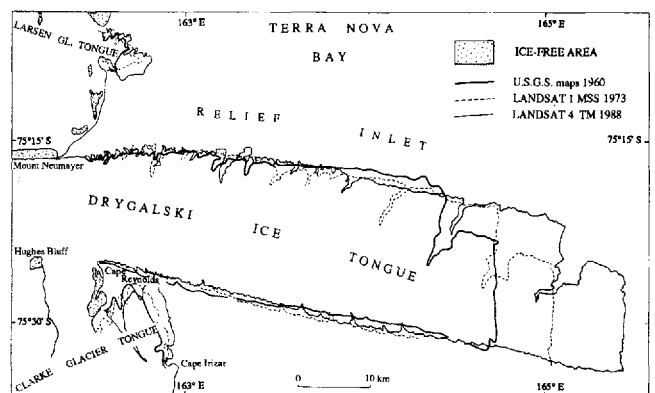 163° E
165° E
LARSEN GL. TONGUE
TERRA NOVA
BAY
ICE-FREE AREA
U.S.G.S. maps 1960
LANDSAT 1 MSS 1973
LANDSAT 4 TM 1988
RELIEF INLET
75° 15' S
75° 15' S
Mount Neumayer
DRYGALSKI ICE TONGUE
Hughes Bluff
Cape
Reynolds
75° 30' S
CLARKE GLACIER TONGUE
Cape Irizar
163° E
0 10 km
165° E